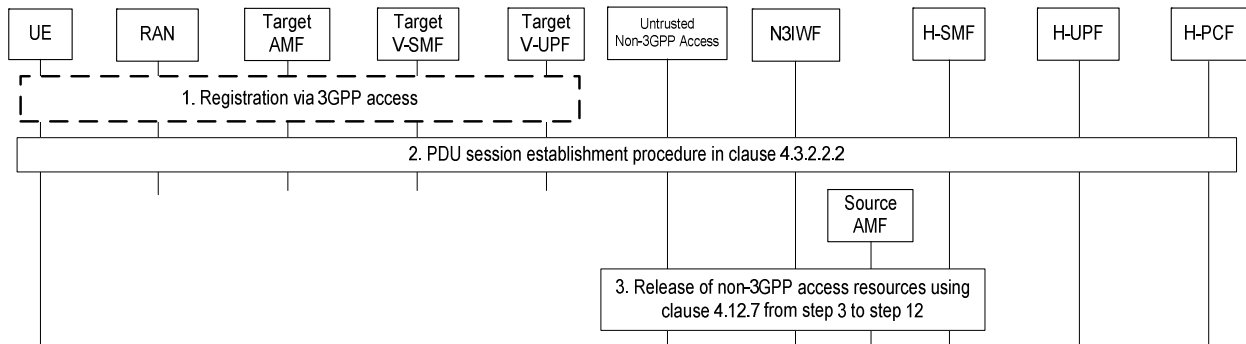 UE
RAN
Target
AMF
Target
V-SMF
Target
V-UPF
Untrusted
Non-3GPP Access
N3IWF
H-SMF
H-UPF
H-PCF
1. Registration via 3GPP access
2. PDU session establishment procedure in clause 4.3.2.2.2
Source
AMF
3. Release of non-3GPP access resources using
clause 4.12.7 from step 3 to step 12